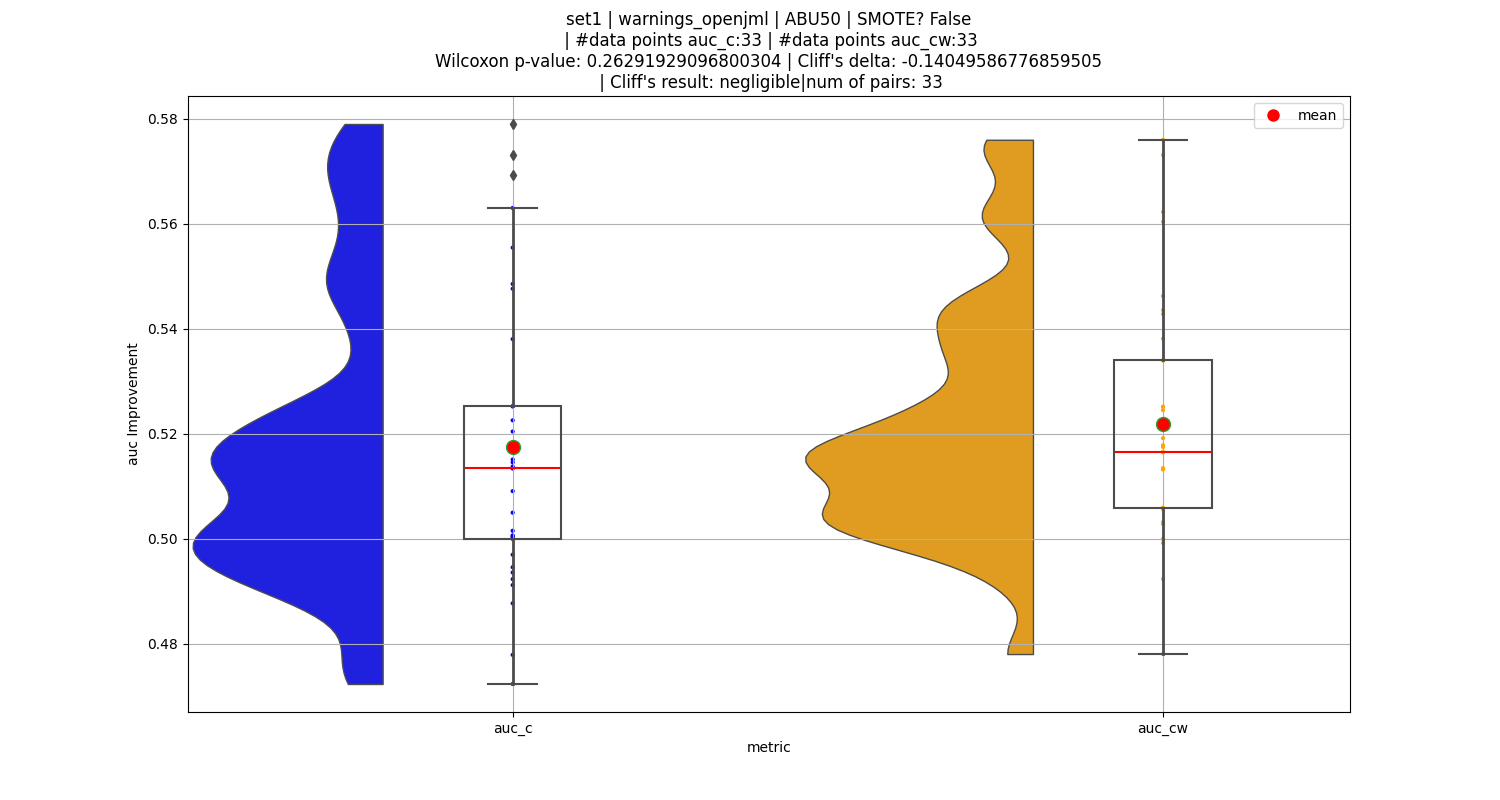 set1 | warnings_openjml | ABU50 | SMOTE? False
| #data points auc_c:33 | #data points auc_cw:33
Wilcoxon p-value: 0.26291929096800304 | Cliff's delta: -0.14049586776859505
| Cliff's result: negligible|num of pairs: 33
mean
0.58
0.56
0.54
0.52
0.50
0.48
auc Improvement
auc_c
auc_cw
metric